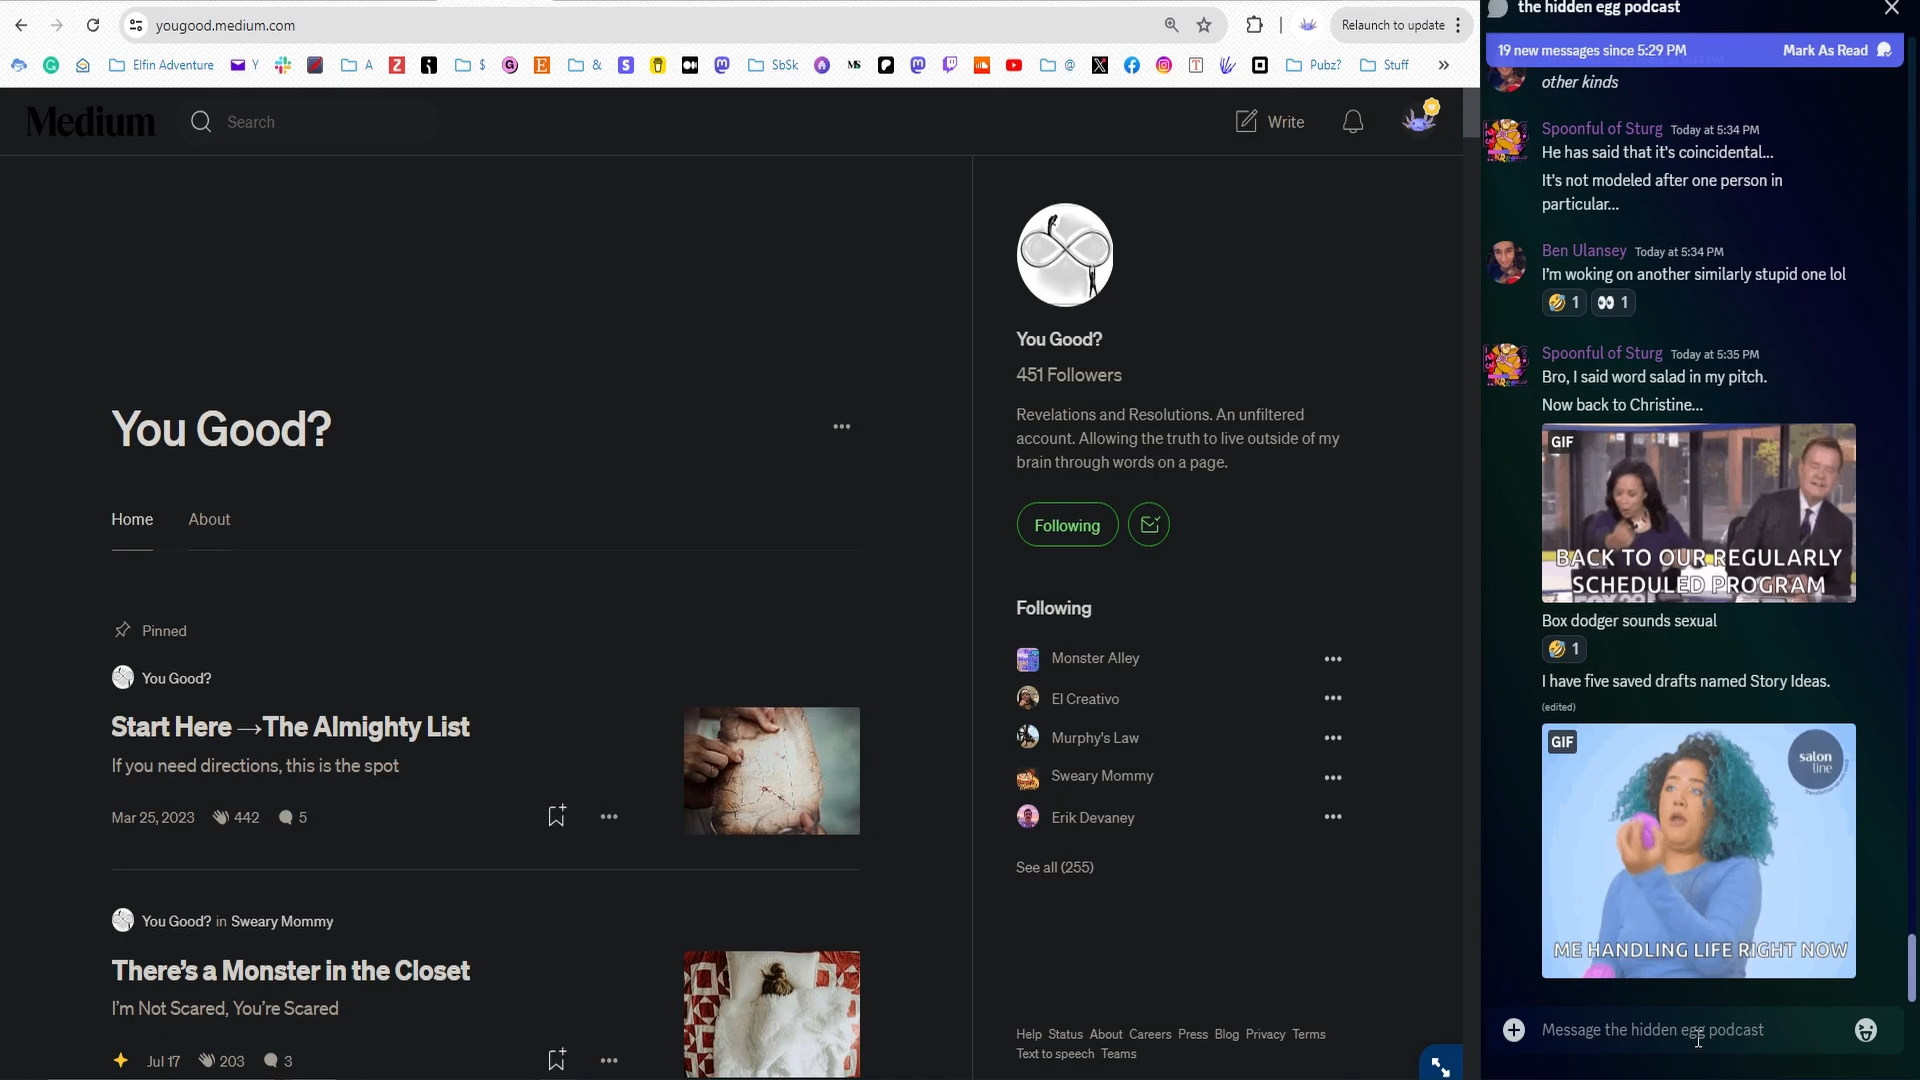 yougood.medium.com
Relaunch to update
Elfin Adventure
Y
A
$
&
SbSk
@
Pubz?
Stuff
Medium
Search
Write
You Good?
Home
About
Pinned
You Good?
Start Here →The Almighty List
If you need directions, this is the spot
Mar 25, 2023
442
5
You Good? in Sweary Mommy
There's a Monster in the Closet
I'm Not Scared, You're Scared
Jul 17
203
3
You Good?
451 Followers
Revelations and Resolutions. An unfiltered
account. Allowing the truth to live outside of my
brain through words on a page.
Following
Following
Monster Alley
El Creativo
Murphy's Law
Sweary Mommy
Erik Devaney
See all (255)
Help Status About Careers Press Blog Privacy Terms
Text to speech Teams
the hidden egg podcast
19 new messages since 5:29 PM
Mark As Read
other kinds
Spoonful of Sturg Today at 5:34 PM
He has said that it's coincidental...
It's not modeled after one person in
particular...
Ben Ulansey Today at 5:34 PM
I'm woking on another similarly stupid one lol
1
1
Spoonful of Sturg Today at 5:35 PM
Bro, I said word salad in my pitch.
Now back to Christine...
GIF
BACK TO OUR REGULARLY
SCHEDULED PROGRAM
Box dodger sounds sexual
1
I have five saved drafts named Story Ideas.
(edited)
GIF
salon
line
ME HANDLING LIFE RIGHT NOW
Message the hidden egg podcast